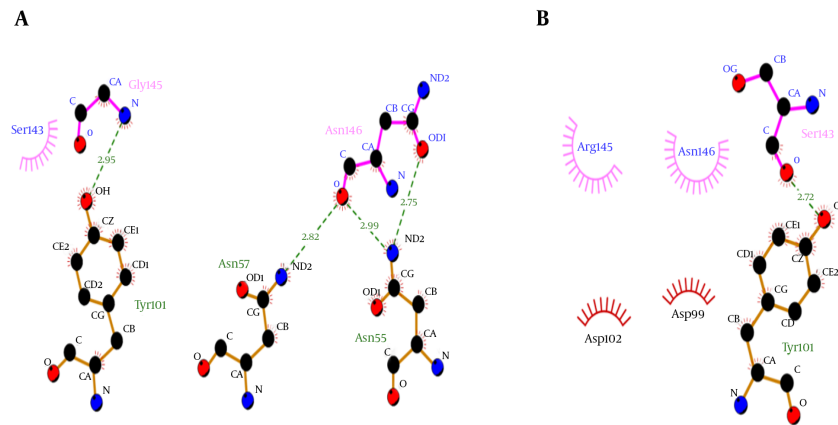 A
CA
Gly145
C
N
Ser143
O
2.95
OH
CZ
CE2
CE1
CD2
CD1
Tyr101
CG
CB
C
O
CA
N
ND2
CB
CG
Asn146
OD1
C
CA
N
O
2.75
2.82
2.99
ND2
Asn57
ND2
OD1
CG
CG
OD1
CB
CB
Asn55
C
CA
O
CA
C
N
N
O
B
CB
OG
CA
N
Ser143
C
Arg145
Asn146
O
2.72
O
CE1
CZ
CD1
CE2
CG
CD
CB
Asp99
Asp102
Tyr101
CA
C
N
O